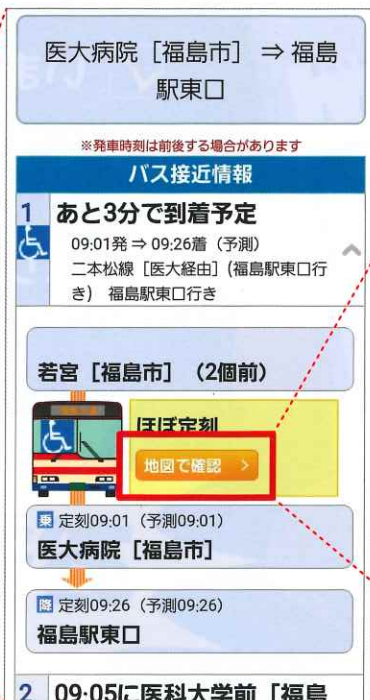 医大病院［福島市］ ⇒ 福島
駅東口
※発車時刻は前後する場合があります
バス接近情報
1 あと3分で到着予定
09:01発 ⇒ 09:26着（予測）
二本松線［医大経由］(福島駅東口行
き） 福島駅東口行き
若宮［福島市］（2個前）
ほぼ定刻
地図で確認 >
乗 定刻09:01（予測09:01）
医大病院［福島市］
降 定刻09:26（予測09:26）
福島駅東口
2 09:05に医科大学前［福島